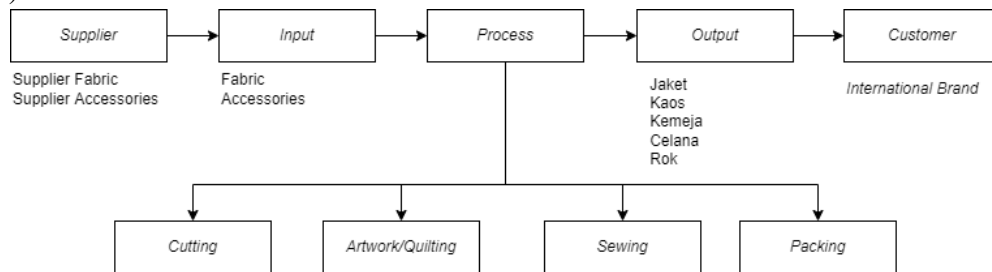 Supplier
Input
Process
Output
Customer
Supplier Fabric
Supplier Accessories
Fabric
Accessories
Jaket
Kaos
Kemeja
Celana
Rok
International Brand
Cutting
Artwork/Quilting
Sewing
Packing